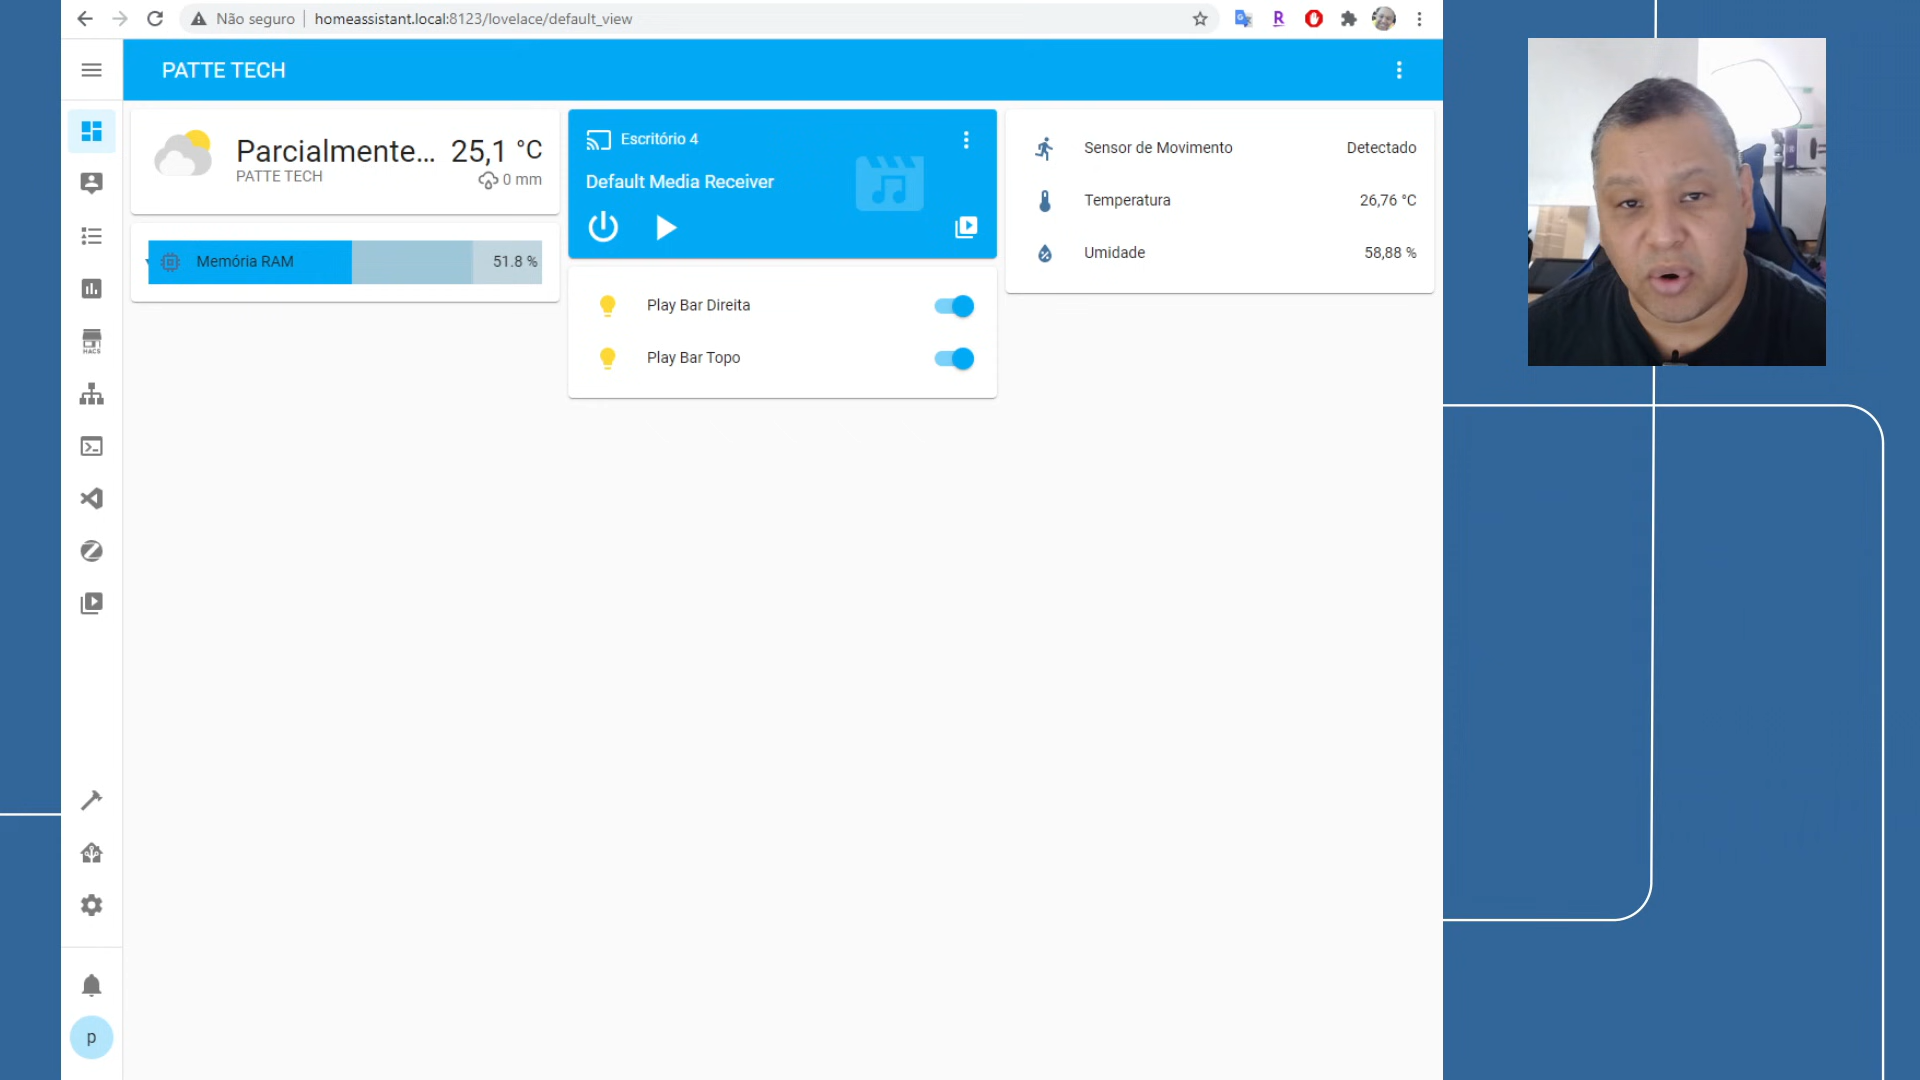 Não seguro
homeassistant.local:8123/lovelace/default_view
R
PATTE TECH
Parcialmente...
25,1 °C
PATTE TECH
0 mm
Memória RAM
51.8 %
Escritório 4
Default Media Receiver
Play Bar Direita
Play Bar Topo
Sensor de Movimento
Detectado
Temperatura
26,76 °C
Umidade
58,88 %
HACS
p